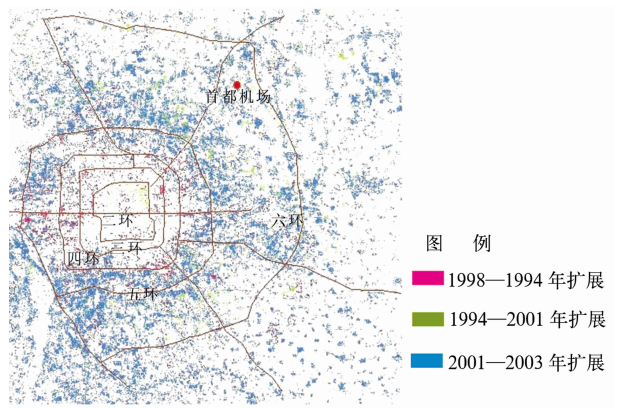 首都机场
二环
六环
三环
四环
五环
图 例
1998—1994 年扩展
1994—2001 年扩展
2001—2003 年扩展